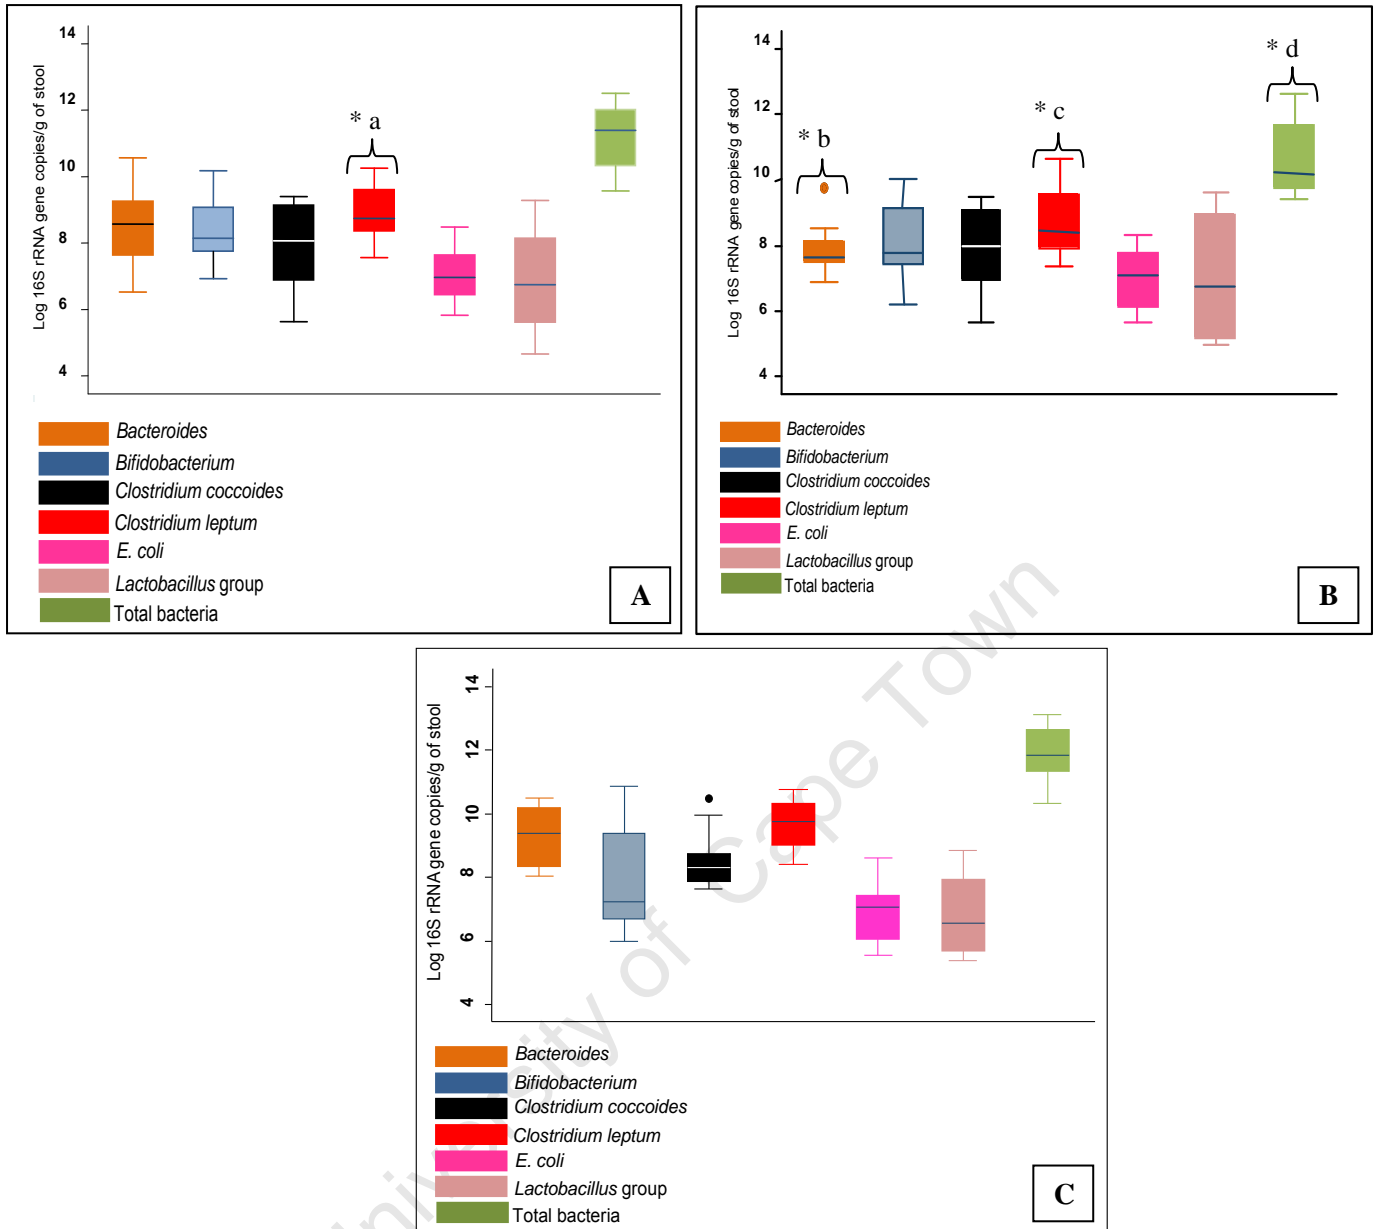 Log 16S rRNA gene copies/g of stool
14
12
10
8
6
4
* a
Bacteroides
Bifidobacterium
Clostridium coccoides
Clostridium leptum
E. coli
Lactobacillus group
Total bacteria
A
Log 16S rRNA gene copies/g of stool
14
12
10
8
6
4
* b
* c
* d
Bacteroides
Bifidobacterium
Clostridium coccoides
Clostridium leptum
E. coli
Lactobacillus group
Total bacteria
B
Log 16S rRNA gene copies/g of stool
14
12
10
8
6
4
Bacteroides
Bifidobacterium
Clostridium coccoides
Clostridium leptum
E. coli
Lactobacillus group
Total bacteria
C
University of Cape Town